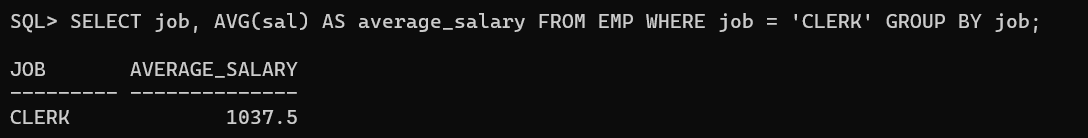 SQL> SELECT job, AVG(sal) AS average_salary FROM EMP WHERE job = 'CLERK' GROUP BY job;
JOB       AVERAGE_SALARY
--------- --------------
CLERK             1037.5